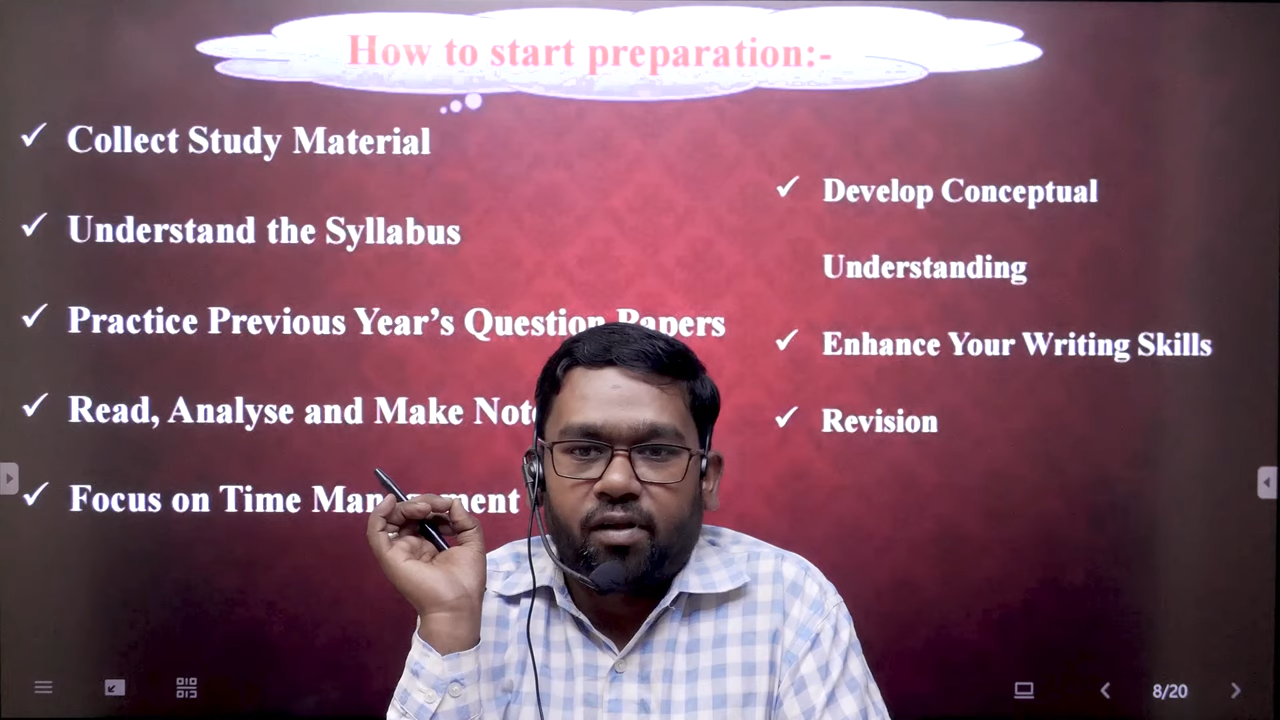 How to start preparation:-
✓ Collect Study Material
✓ Understand the Syllabus
✓ Practice Previous Year’s Question Papers
✓ Read, Analyse and Make
✓ Focus on Time Management
✓ Develop Conceptual
Understanding
✓ Enhance Your Writing Skills
✓ Revision
8/20